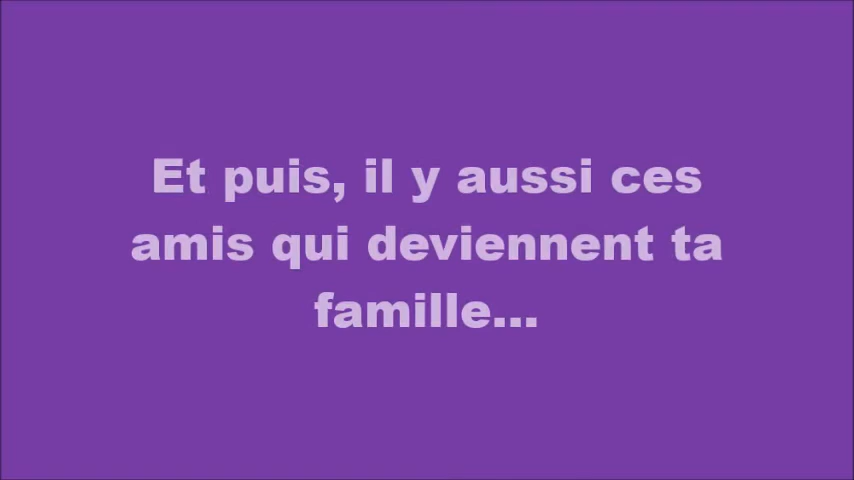 Et puis, il y aussi ces
amis qui deviennent ta
famille...